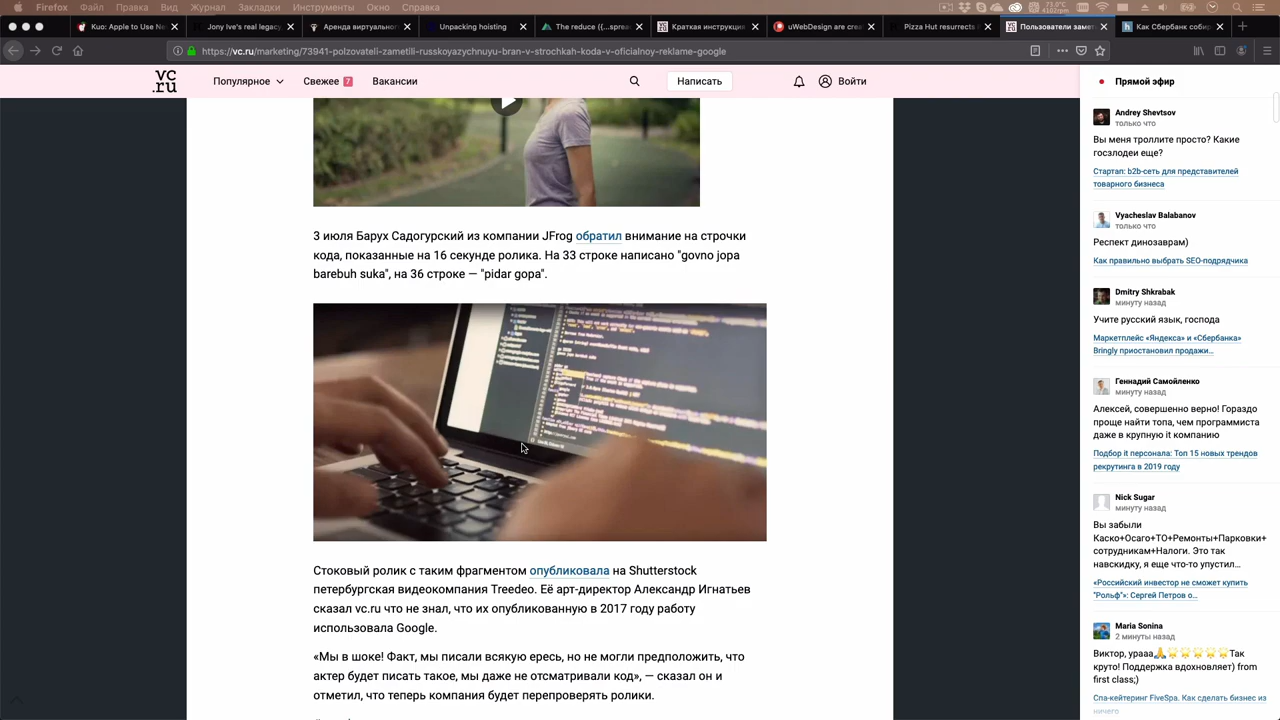 Firefox Файл Правка Вид Журнал Закладки Инструменты Окно Справка
Kuo: Apple to Use Ne
Jony Ive's real legacy
Аренда виртуальног
Unpacking hoisting
The reduce ({...sprea
Краткая инструкция
uWebDesign are crea
Pizza Hut resurrects P
Пользователи замети
Как Сбербанк собир
https://vc.ru/marketing/73941-polzovateli-zametili-russkoyazychnuyu-bran-v-strochkah-koda-v-oficialnoy-reklame-google
vc
.ru
Популярное
Свежее 7
Вакансии
Написать
Войти
3 июля Барух Садогурский из компании JFrog обратил внимание на строчки
кода, показанные на 16 секунде ролика. На 33 строке написано "govno jopa
barebuh suka", на 36 строке — "pidar gopa".
Стоковый ролик с таким фрагментом опубликовала на Shutterstock
петербургская видеокомпания Treedeo. Её арт-директор Александр Игнатьев
сказал vc.ru что не знал, что их опубликованную в 2017 году работу
использовала Google.
«Мы в шоке! Факт, мы писали всякую ересь, но не могли предположить, что
актер будет писать такое, мы даже не отсматривали код», — сказал он и
отметил, что теперь компания будет перепроверять ролики.
Прямой эфир
Andrey Shevtsov
только что
Вы меня троллите просто? Какие
госзлодеи еще?
Стартап: b2b-сеть для представителей
товарного бизнеса
Vyacheslav Balabanov
только что
Респект динозаврам)
Как правильно выбрать SEO-подрядчика
Dmitry Shkrabak
минуту назад
Учите русский язык, господа
Маркетплейс «Яндекса» и «Сбербанка»
Bringly приостановил продажи...
Геннадий Самойленко
минуту назад
Алексей, совершенно верно! Гораздо
проще найти топа, чем программиста
даже в крупную it компанию
Подбор it персонала: Топ 15 новых трендов
рекрутинга в 2019 году
Nick Sugar
минуту назад
Вы забыли
Каско+Осаго+ТО+Ремонты+Парковки+
сотрудникам+Налоги. Это так
навскидку, я еще что-то упустил...
«Российский инвестор не сможет купить
"Рольф"»: Сергей Петров о...
Maria Sonina
2 минуты назад
Виктор, урааа🙏🌟🌟🌟🌟🌟Так
круто! Поддержка вдохновляет) from
first class;)
Спа-кейтеринг FiveSpa. Как сделать бизнес из
ничего